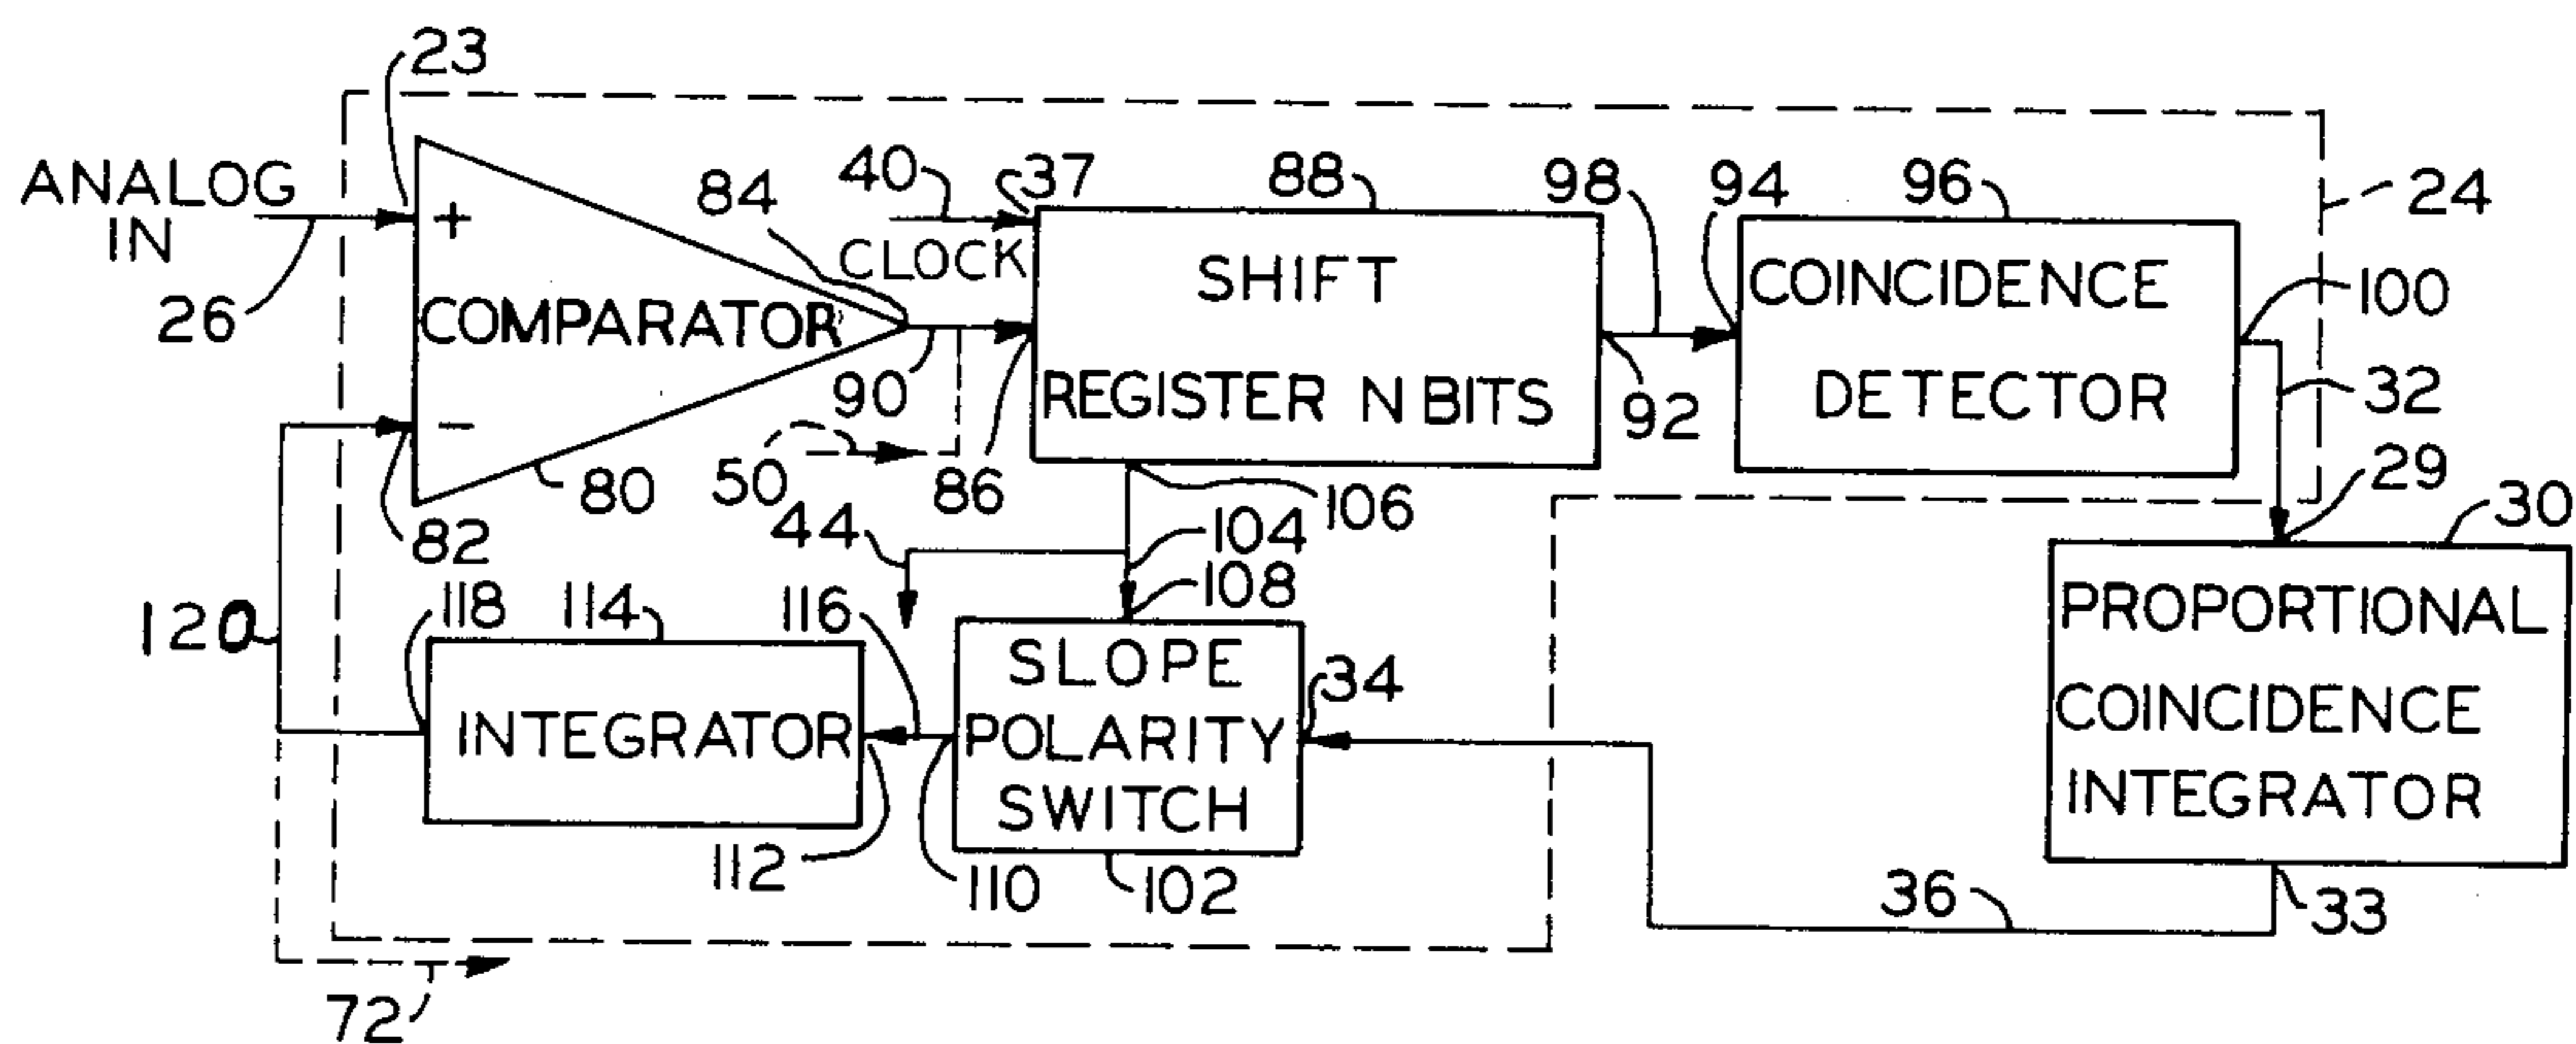 23
ANALOG
IN
26
+
COMPARATOR
-
84
40
37
CLOCK
88
SHIFT
REGISTER N BITS
98
94
96
COINCIDENCE
DETECTOR
24
100
32
90
50
86
92
80
82
106
44
104
108
29
30
PROPORTIONAL
COINCIDENCE
INTEGRATOR
120
118
114
116
INTEGRATOR
SLOPE
POLARITY
SWITCH
34
112
110
102
36
33
72